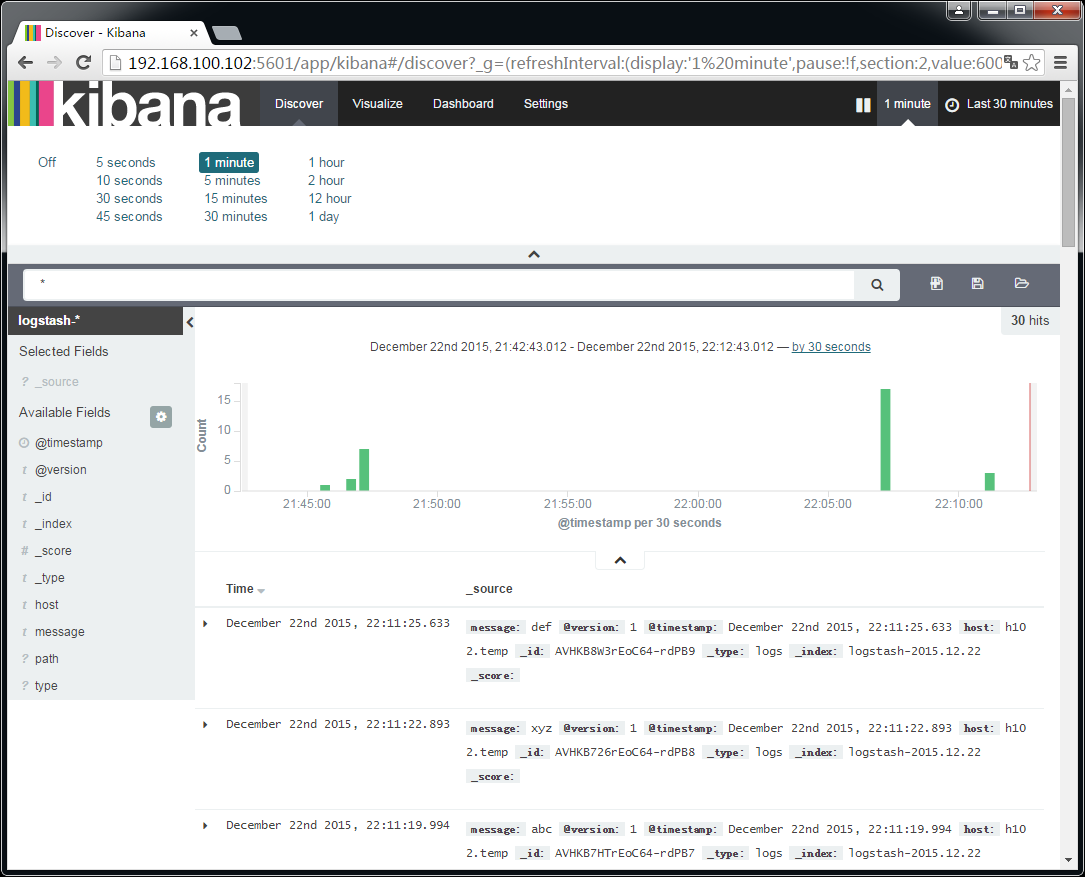 Discover - Kibana
192.168.100.102:5601/app/kibana#/discover?_g=(refreshInterval:(display:'1%20minute',pause:!f,section:2,value:600
kibana Discover Visualize Dashboard Settings 1 minute Last 30 minutes
Off 5 seconds 1 minute 1 hour
10 seconds 5 minutes 2 hour
30 seconds 15 minutes 12 hour
45 seconds 30 minutes 1 day
*
logstash-*
30 hits
Selected Fields
? _source
Available Fields
@timestamp
t @version
t _id
t _index
# _score
t _type
t host
t message
? path
? type
December 22nd 2015, 21:42:43.012 - December 22nd 2015, 22:12:43.012 — by 30 seconds
Count
15
10
5
0
21:45:00 21:50:00 21:55:00 22:00:00 22:05:00 22:10:00
@timestamp per 30 seconds
Time _source
December 22nd 2015, 22:11:25.633 message: def @version: 1 @timestamp: December 22nd 2015, 22:11:25.633 host: h10
2.temp _id: AVHKB8W3rEoC64-rdPB9 _type: logs _index: logstash-2015.12.22
_score:
December 22nd 2015, 22:11:22.893 message: xyz @version: 1 @timestamp: December 22nd 2015, 22:11:22.893 host: h10
2.temp _id: AVHKB726rEoC64-rdPB8 _type: logs _index: logstash-2015.12.22
_score:
December 22nd 2015, 22:11:19.994 message: abc @version: 1 @timestamp: December 22nd 2015, 22:11:19.994 host: h10
2.temp _id: AVHKB7HTrEoC64-rdPB7 _type: logs _index: logstash-2015.12.22